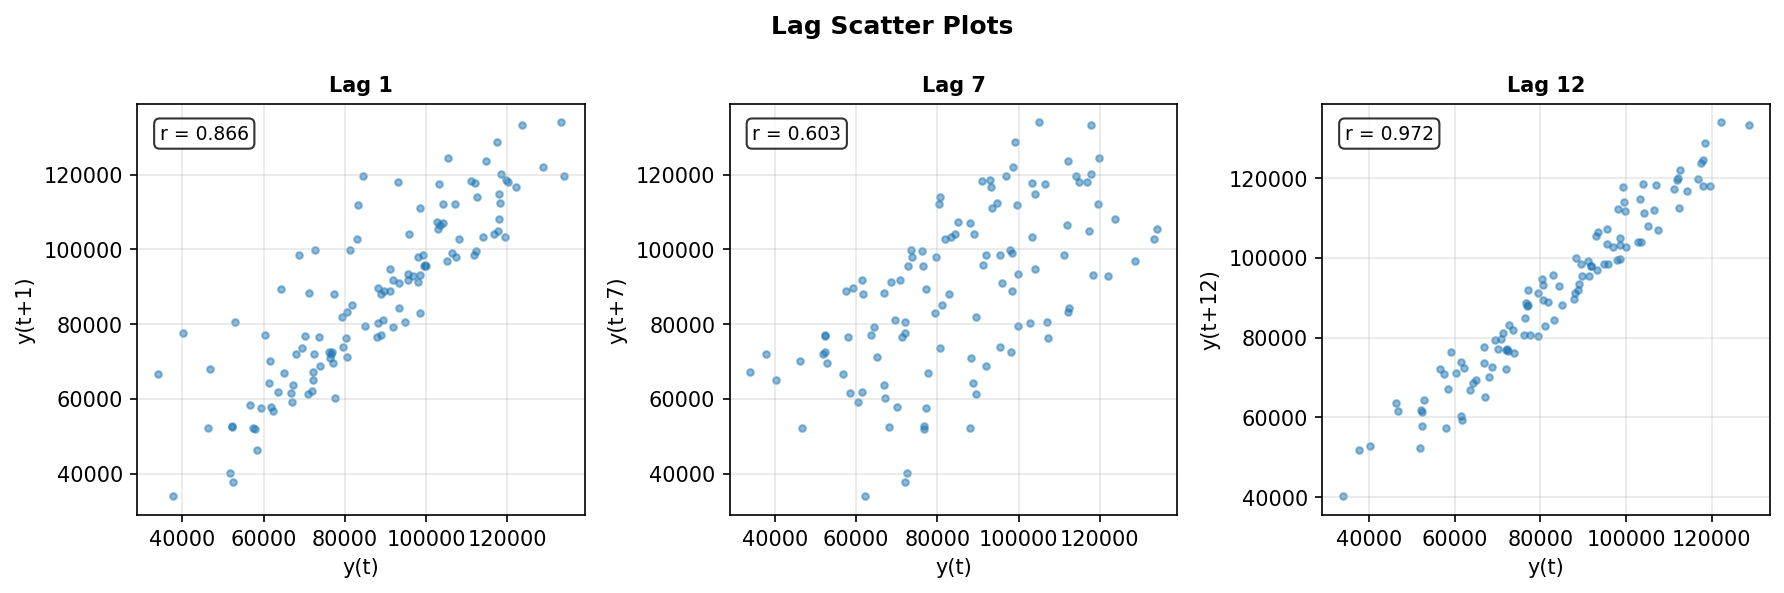 Lag Scatter Plots
Lag 1
r = 0.866
y(t+1)
120000
100000
80000
60000
40000
40000 60000 80000 100000 120000
y(t)
Lag 7
r = 0.603
y(t+7)
120000
100000
80000
60000
40000
40000 60000 80000 100000 120000
y(t)
Lag 12
r = 0.972
y(t+12)
120000
100000
80000
60000
40000
40000 60000 80000 100000 120000
y(t)